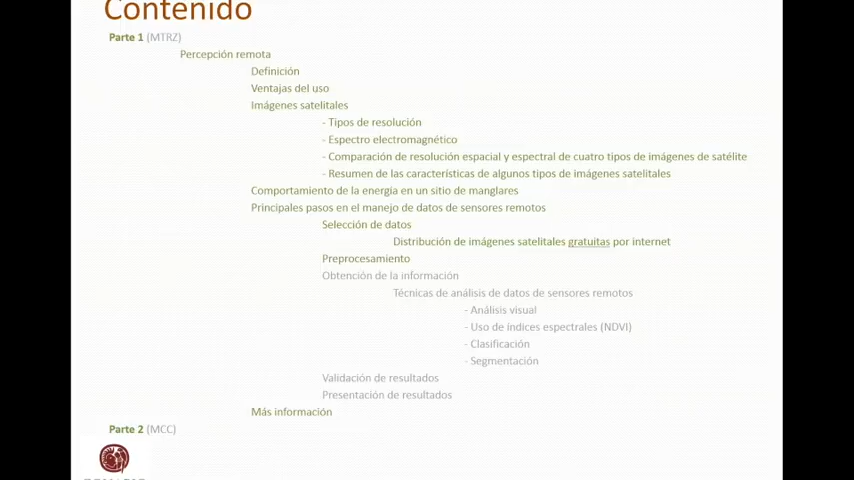 Contenido
Parte 1 (MTRZ)
Percepción remota
Definición
Ventajas del uso
Imágenes satelitales
- Tipos de resolución
- Espectro electromagnético
- Comparación de resolución espacial y espectral de cuatro tipos de imágenes de satélite
- Resumen de las características de algunos tipos de imágenes satelitales
Comportamiento de la energía en un sitio de manglares
Principales pasos en el manejo de datos de sensores remotos
Selección de datos
Distribución de imágenes satelitales gratuitas por internet
Preprocesamiento
Obtención de la información
Técnicas de análisis de datos de sensores remotos
- Análisis visual
- Uso de índices espectrales (NDVI)
- Clasificación
- Segmentación
Validación de resultados
Presentación de resultados
Más información
Parte 2 (MCC)